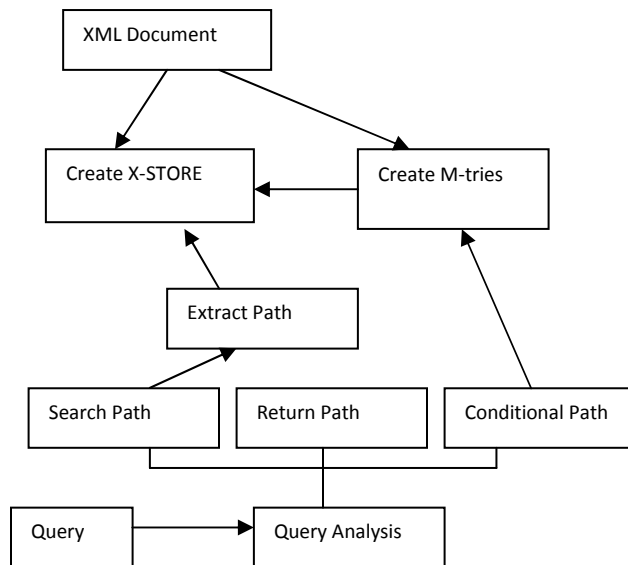 XML Document
Create X-STORE
Create M-tries
Extract Path
Search Path
Return Path
Conditional Path
Query
Query Analysis